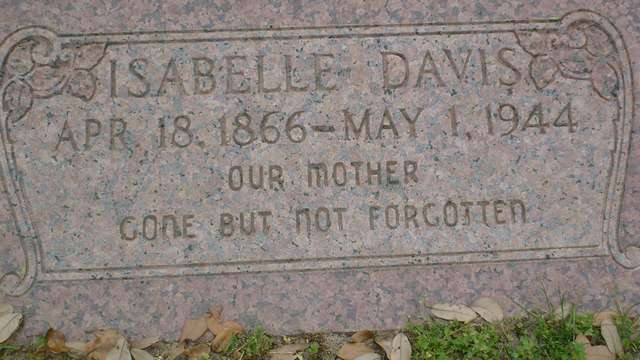 ISABELLE DAVIS
APR. 18, 1866 – MAY 1, 1944
OUR MOTHER
GONE BUT NOT FORGOTTEN